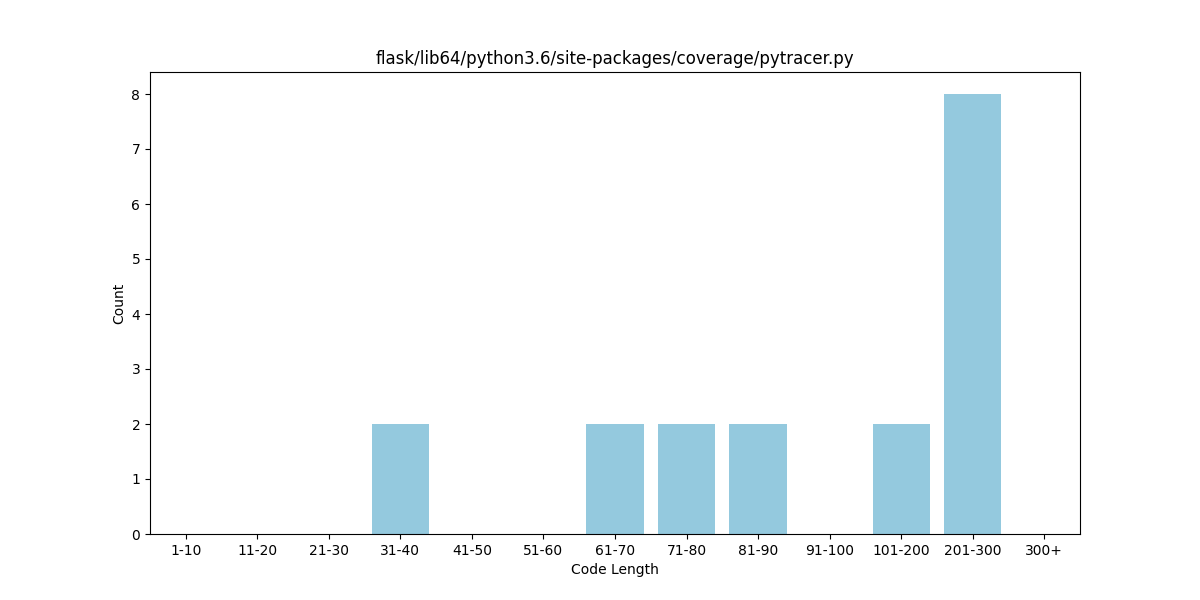 flask/lib64/python3.6/site-packages/coverage/pytracer.py
8
7
6
5
4
3
2
1
0
Count
1-10 11-20 21-30 31-40 41-50 51-60 61-70 71-80 81-90 91-100 101-200 201-300 300+
Code Length